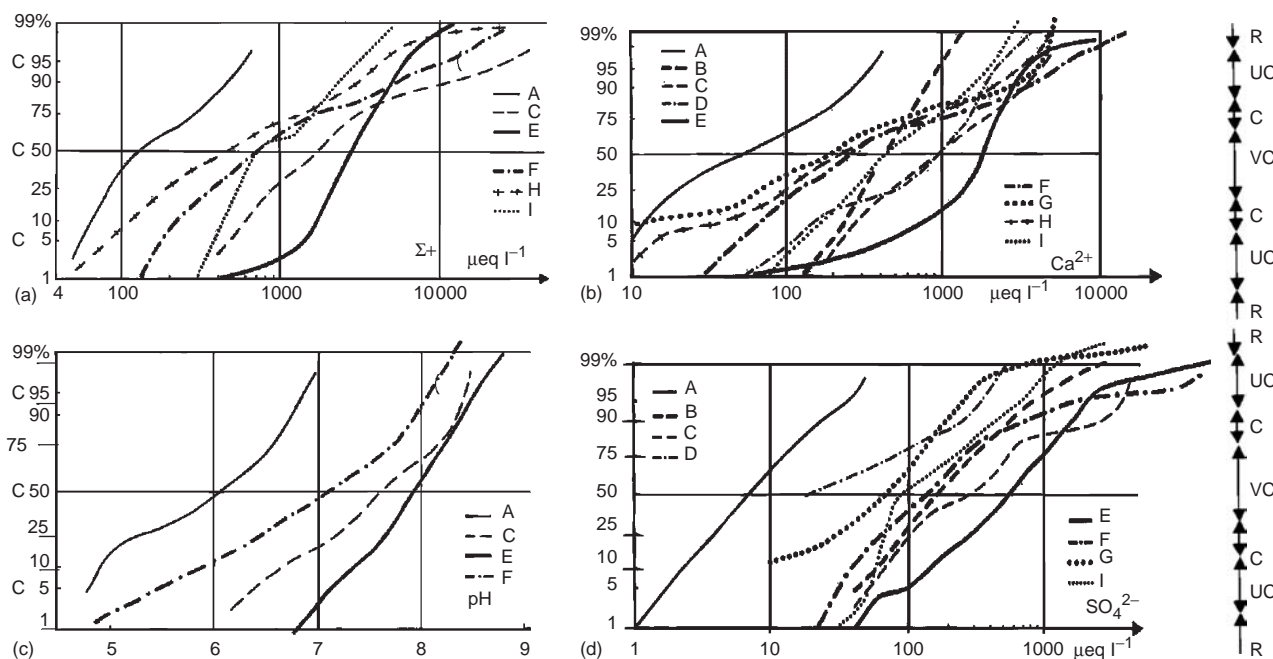 99%
C 95
90
75
C 50
25
10
C 5
1
4 100 1000 10000
A
C
E
F
H
I
Σ+
μeq l⁻¹
(a)
99%
95
90
75
50
25
10
5
1
10 100 1000 10000
A
B
C
D
E
F
G
H
I
Ca²⁺
μeq l⁻¹
(b)
R
UC
C
VC
C
UC
R
99%
C 95
90
75
C 50
25
10
C 5
1
5 6 7 8 9
A
C
E
F
pH
(c)
99%
95
90
75
50
25
10
5
1
1 10 100 1000
A
B
C
D
E
F
G
I
SO₄²⁻
μeq l⁻¹
(d)
R
UC
C
VC
C
UC
R